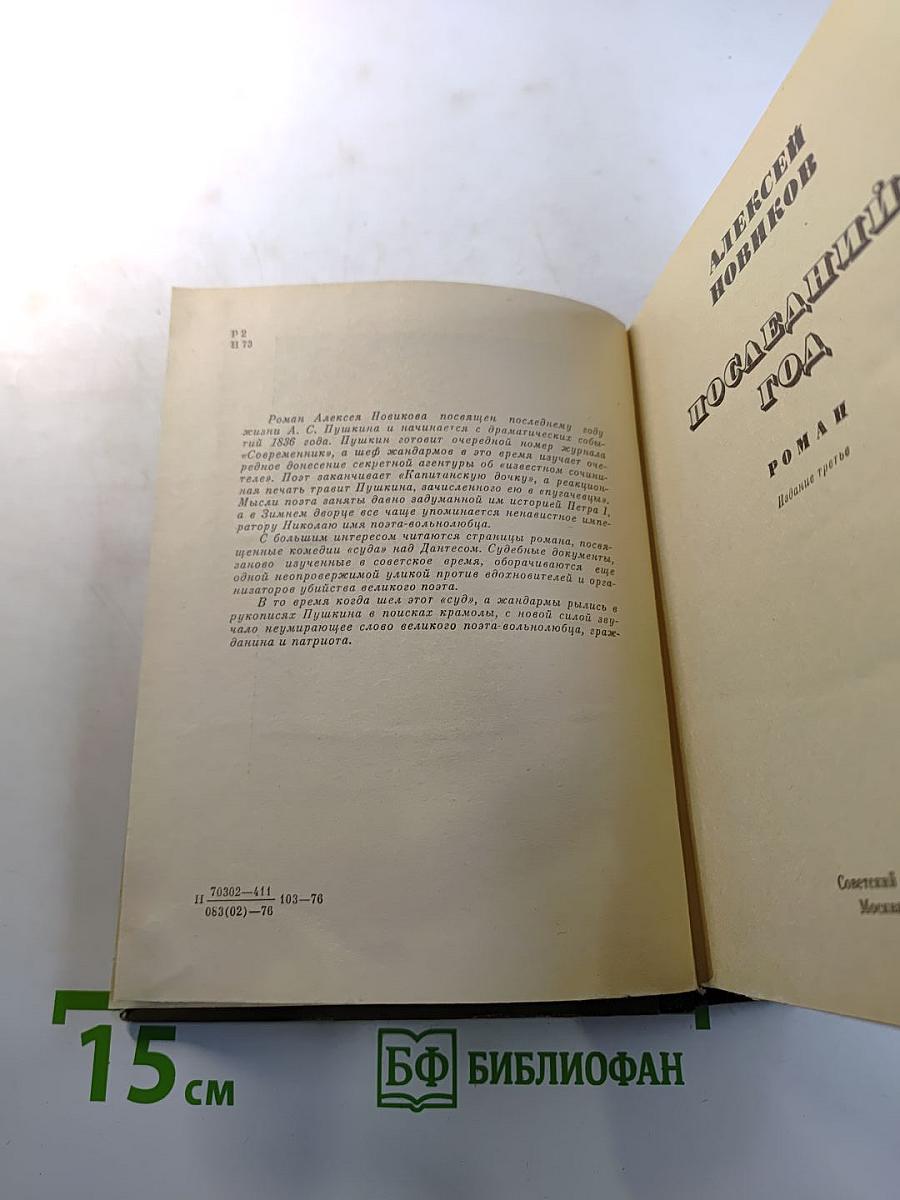 Р 2
Н 73
Роман Алексея Новикова посвящен последнему году
жизни А. С. Пушкина и начинается с драматических собы-
тий 1836 года. Пушкин готовит очередной номер журнала
«Современник», а шеф жандармов в это время изучает оче-
редное донесение секретной агентуры об «известном сочини-
теле». Поэт заканчивает «Капитанскую дочку», а реакцион-
ная печать травит Пушкина, зачисленного ею в «пугачевцы».
Мысли поэта заняты давно задуманной им историей Петра I,
а в Зимнем дворце все чаще упоминается ненавистное импе-
ратору Николаю имя поэта-вольнолюбца.
С большим интересом читаются страницы романа, посвя-
щенные комедии «суда» над Дантесом. Судебные документы,
заново изученные в советское время, оборачиваются еще
одной неопровержимой уликой против вдохновителей и орга-
низаторов убийства великого поэта.
В то время когда шел этот «суд», а жандармы рылись в
рукописях Пушкина в поисках крамолы, с новой силой зву-
чало неумирающее слово великого поэта-вольнолюбца, граж-
данина и патриота.
Н 70302—411 103—76
083(02)—76
АЛЕКСЕЙ
НОВИКОВ
ПОСЛЕДНИЙ
ГОД
РОМАН
Издание третье
Советский
Москва
15 см
БФ БИБЛИОФАН